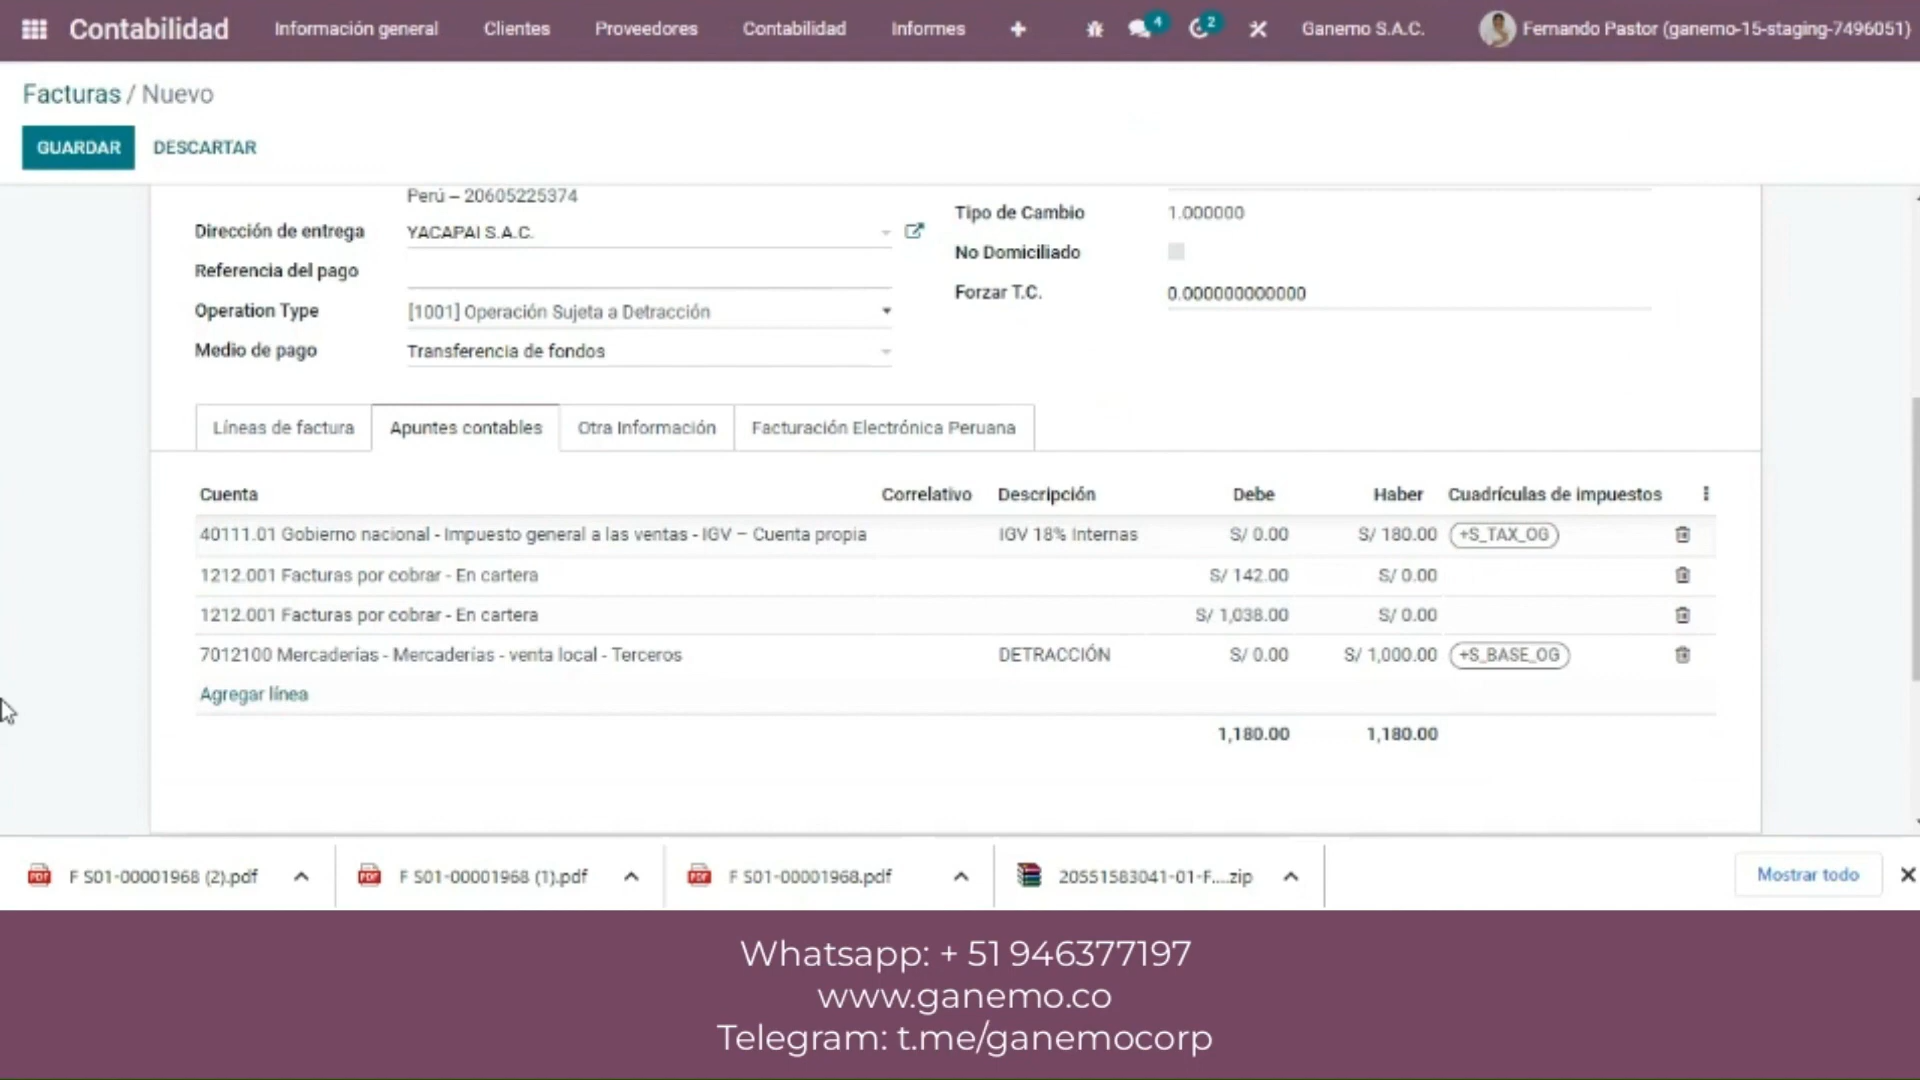 Contabilidad Información general Clientes Proveedores Contabilidad Informes 4 2 Ganemo S.A.C. Fernando Pastor (ganemo-15-staging-7496051)
Facturas / Nuevo
GUARDAR DESCARTAR
Perú – 20605225374
Dirección de entrega YACAPAI S.A.C.
Referencia del pago
Operation Type [1001] Operación Sujeta a Detracción
Medio de pago Transferencia de fondos
Tipo de Cambio 1.000000
No Domiciliado
Forzar T.C. 0.000000000000
Líneas de factura Apuntes contables Otra Información Facturación Electrónica Peruana
Cuenta Correlativo Descripción Debe Haber Cuadrículas de impuestos
40111.01 Gobierno nacional - Impuesto general a las ventas - IGV – Cuenta propia IGV 18% Internas S/ 0.00 S/ 180.00 +S_TAX_OG
1212.001 Facturas por cobrar - En cartera S/ 142.00 S/ 0.00
1212.001 Facturas por cobrar - En cartera S/ 1,038.00 S/ 0.00
7012100 Mercaderías - Mercaderías - venta local - Terceros DETRACCIÓN S/ 0.00 S/ 1,000.00 +S_BASE_OG
Agregar línea
1,180.00 1,180.00
F S01-00001968 (2).pdf F S01-00001968 (1).pdf F S01-00001968.pdf 20551583041-01-F....zip Mostrar todo
Whatsapp: + 51 946377197
www.ganemo.co
Telegram: t.me/ganemocorp